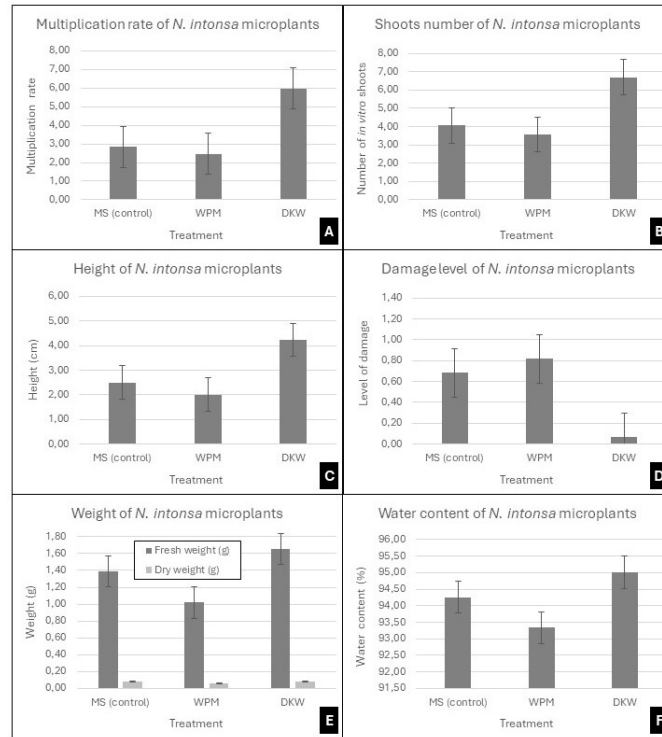 Multiplication rate of N. intonsa microplants
8,00
7,00
6,00
5,00
4,00
3,00
2,00
1,00
0,00
Multiplication rate
MS (control) WPM DKW
Treatment
A
Shoots number of N. intonsa microplants
8,00
7,00
6,00
5,00
4,00
3,00
2,00
1,00
0,00
Number of in vitro shoots
MS (control) WPM DKW
Treatment
B
Height of N. intonsa microplants
6,00
5,00
4,00
3,00
2,00
1,00
0,00
Height (cm)
MS (control) WPM DKW
Treatment
C
Damage level of N. intonsa microplants
1,40
1,20
1,00
0,80
0,60
0,40
0,20
0,00
Level of damage
MS (control) WPM DKW
Treatment
D
Weight of N. intonsa microplants
1,80
1,60
1,40
1,20
1,00
0,80
0,60
0,40
0,20
0,00
Weight (g)
Fresh weight (g)
Dry weight (g)
MS (control) WPM DKW
Treatment
E
Water content of N. intonsa microplants
96,00
95,50
95,00
94,50
94,00
93,50
93,00
92,50
92,00
91,50
Water content (%)
MS (control) WPM DKW
Treatment
F